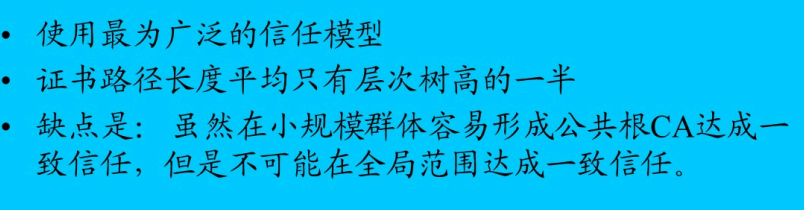 • 使用最为广泛的信任模型
• 证书路径长度平均只有层次树高的一半
• 缺点是： 虽然在小规模群体容易形成公共根CA达成一
致信任，但是不可能在全局范围达成一致信任。